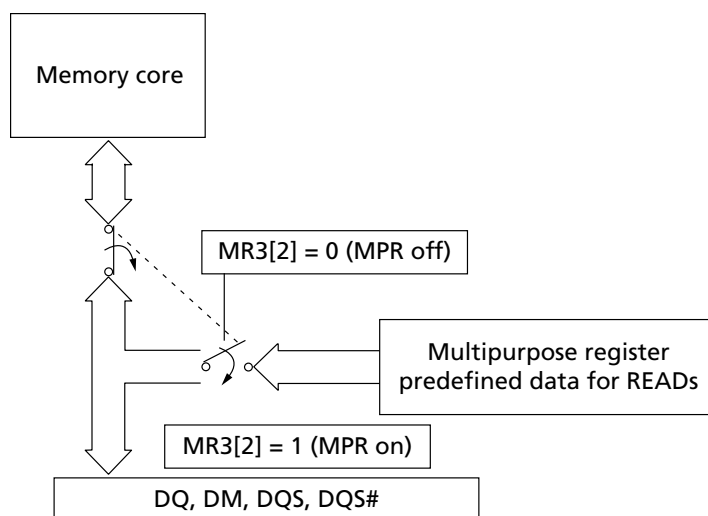 Memory core
MR3[2] = 0 (MPR off)
Multipurpose register
predefined data for READs
MR3[2] = 1 (MPR on)
DQ, DM, DQS, DQS#